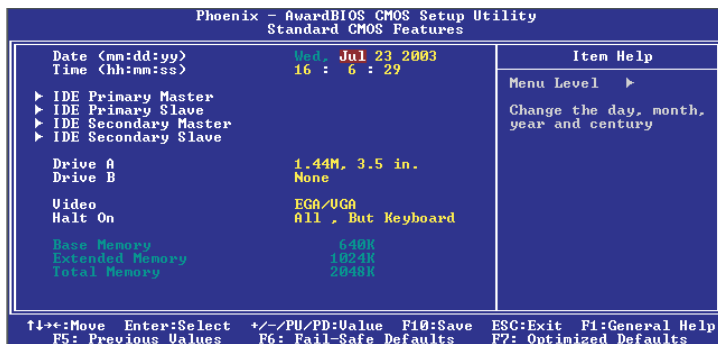 Phoenix - AwardBIOS CMOS Setup Utility
Standard CMOS Features
Date (mm:dd:yy) Wed, Jul 23 2003
Time (hh:mm:ss) 16 : 6 : 29
▶ IDE Primary Master
▶ IDE Primary Slave
▶ IDE Secondary Master
▶ IDE Secondary Slave
Drive A 1.44M, 3.5 in.
Drive B None
Video EGA/VGA
Halt On All , But Keyboard
Base Memory 640K
Extended Memory 1024K
Total Memory 2048K
Item Help
Menu Level ▶
Change the day, month,
year and century
↑↓→←:Move Enter:Select +/-/PU/PD:Value F10:Save ESC:Exit F1:General Help
F5: Previous Values F6: Fail-Safe Defaults F7: Optimized Defaults